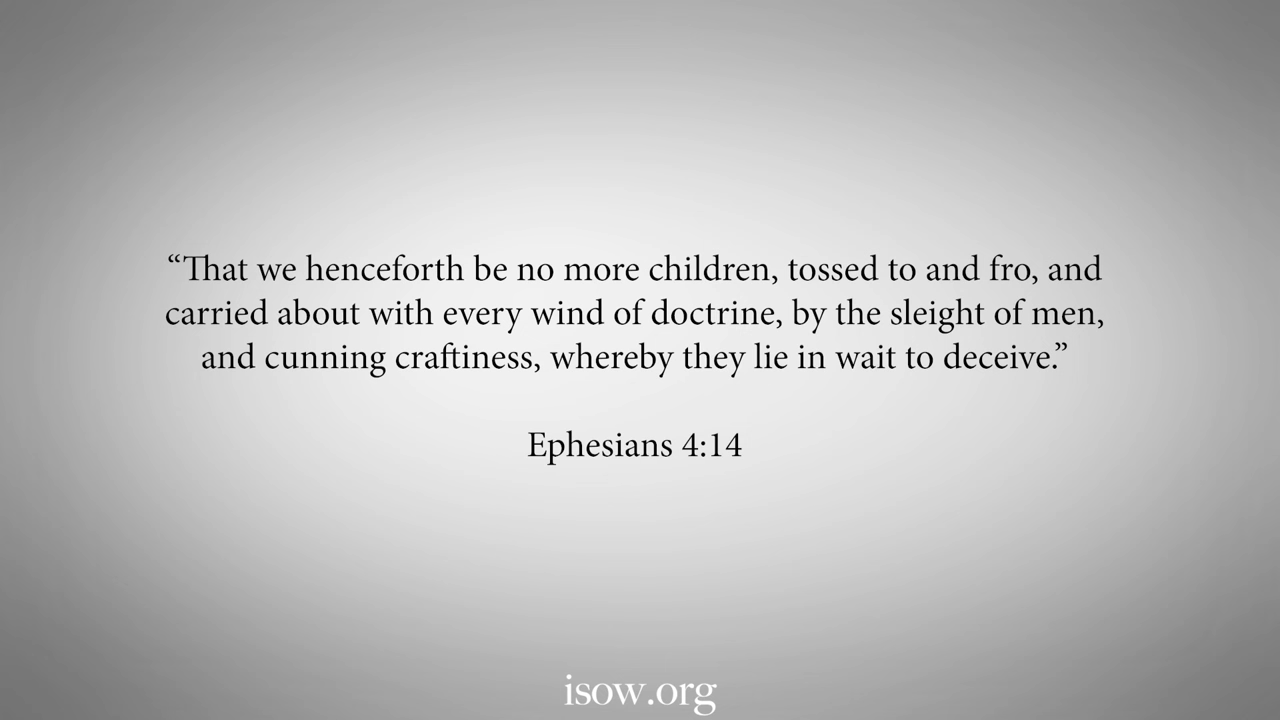 “That we henceforth be no more children, tossed to and fro, and
carried about with every wind of doctrine, by the sleight of men,
and cunning craftiness, whereby they lie in wait to deceive.”
Ephesians 4:14
isow.org